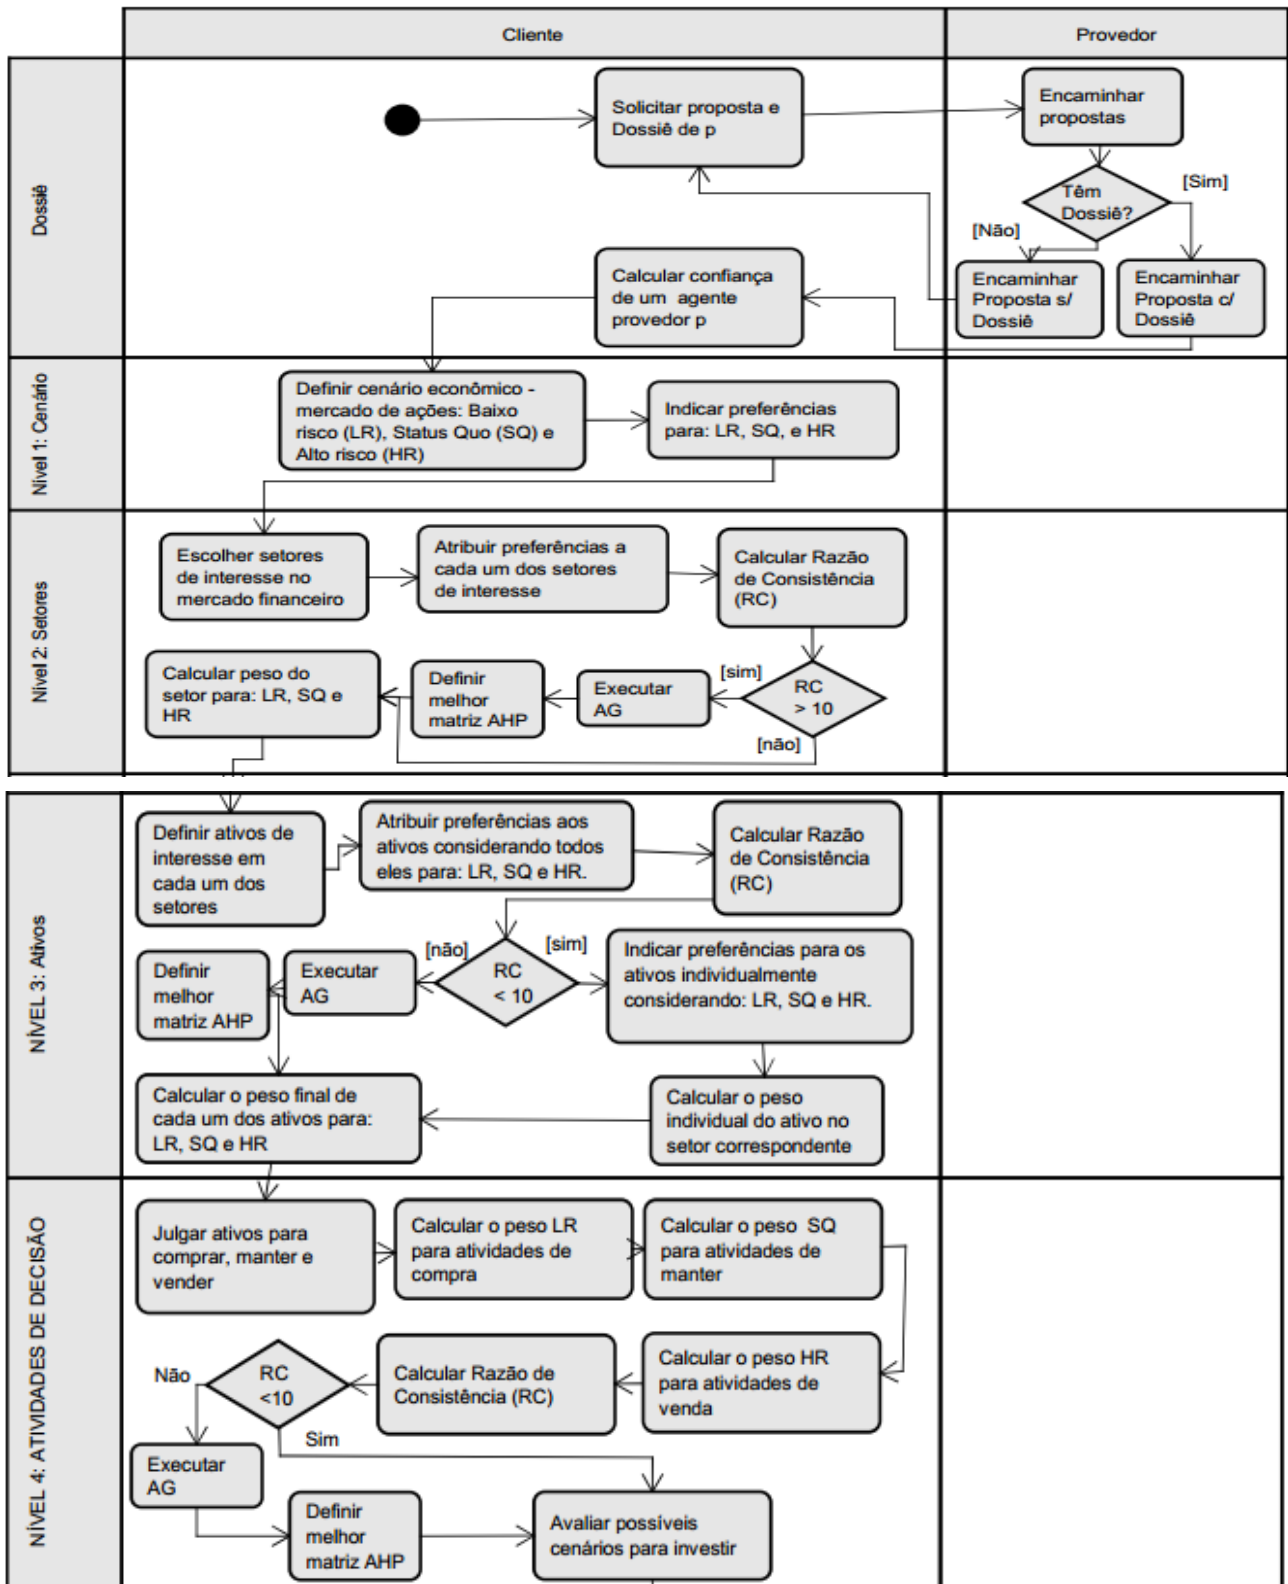 Cliente
Provedor
Dossiê
Solicitar proposta e
Dossiê de p
Encaminhar
propostas
Têm
Dossiê?
[Sim]
[Não]
Calcular confiança
de um agente
provedor p
Encaminhar
Proposta s/
Dossiê
Encaminhar
Proposta c/
Dossiê
Nível 1: Cenário
Definir cenário econômico -
mercado de ações: Baixo
risco (LR), Status Quo (SQ) e
Alto risco (HR)
Indicar preferências
para: LR, SQ, e HR
Nível 2: Setores
Escolher setores
de interesse no
mercado financeiro
Atribuir preferências a
cada um dos setores
de interesse
Calcular Razão
de Consistência
(RC)
Calcular peso do
setor para: LR, SQ e
HR
Definir
melhor
matriz AHP
Executar
AG
[sim]
RC
> 10
[não]
NÍVEL 3: Ativos
Definir ativos de
interesse em
cada um dos
setores
Atribuir preferências aos
ativos considerando todos
eles para: LR, SQ e HR.
Calcular Razão
de Consistência
(RC)
Definir
melhor
matriz AHP
Executar
AG
[não]
RC
< 10
[sim]
Indicar preferências para os
ativos individualmente
considerando: LR, SQ e HR.
Calcular o peso final de
cada um dos ativos para:
LR, SQ e HR
Calcular o peso
individual do ativo no
setor correspondente
NÍVEL 4: ATIVIDADES DE DECISÃO
Julgar ativos para
comprar, manter e
vender
Calcular o peso LR
para atividades de
compra
Calcular o peso SQ
para atividades de
manter
Não
RC
<10
Calcular Razão de
Consistência (RC)
Calcular o peso HR
para atividades de
venda
Sim
Executar
AG
Definir
melhor
matriz AHP
Avaliar possíveis
cenários para investir